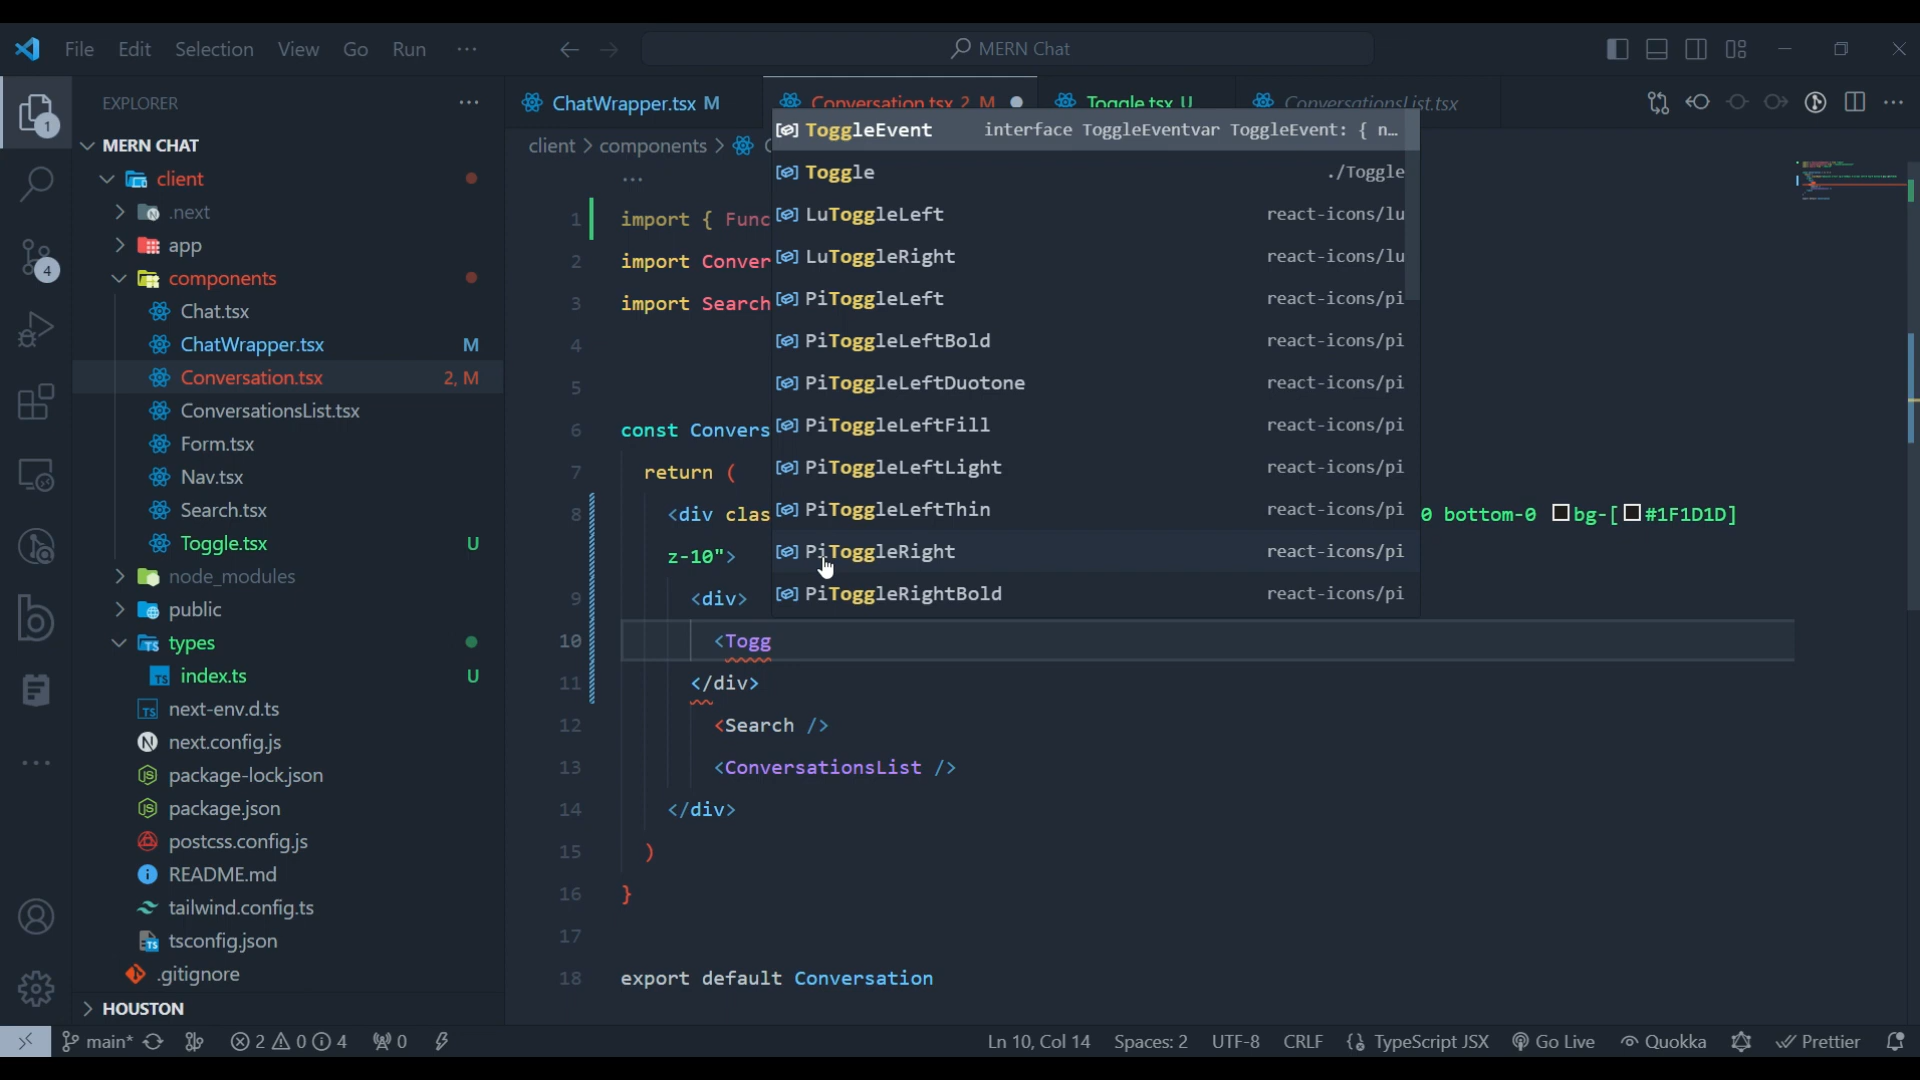 File Edit Selection View Go Run ···
MERN Chat
EXPLORER ···
ChatWrapper.tsx M
Conversation.tsx 2, M
Toggle.tsx U
ConversationsList.tsx
MERN CHAT
client
.next
app
components
Chat.tsx
ChatWrapper.tsx M
Conversation.tsx 2, M
ConversationsList.tsx
Form.tsx
Nav.tsx
Search.tsx
Toggle.tsx U
node_modules
public
types
index.ts U
next-env.d.ts
next.config.js
package-lock.json
package.json
postcss.config.js
README.md
tailwind.config.ts
tsconfig.json
.gitignore
HOUSTON
1
4
client > components >
···
1 import { Func
2 import Conver
3 import Search
4
5
6 const Convers
7 return (
8 <div clas 0 bottom-0 bg-[#1F1D1D]
z-10">
9 <div>
10 <Togg
11 </div>
12 <Search />
13 <ConversationsList />
14 </div>
15 )
16 }
17
18 export default Conversation
ToggleEvent interface ToggleEventvar ToggleEvent: { n…
Toggle ./Toggle
LuToggleLeft react-icons/lu
LuToggleRight react-icons/lu
PiToggleLeft react-icons/pi
PiToggleLeftBold react-icons/pi
PiToggleLeftDuotone react-icons/pi
PiToggleLeftFill react-icons/pi
PiToggleLeftLight react-icons/pi
PiToggleLeftThin react-icons/pi
PiToggleRight react-icons/pi
PiToggleRightBold react-icons/pi
main* 2 0 4 0 Ln 10, Col 14 Spaces: 2 UTF-8 CRLF TypeScript JSX Go Live Quokka Prettier